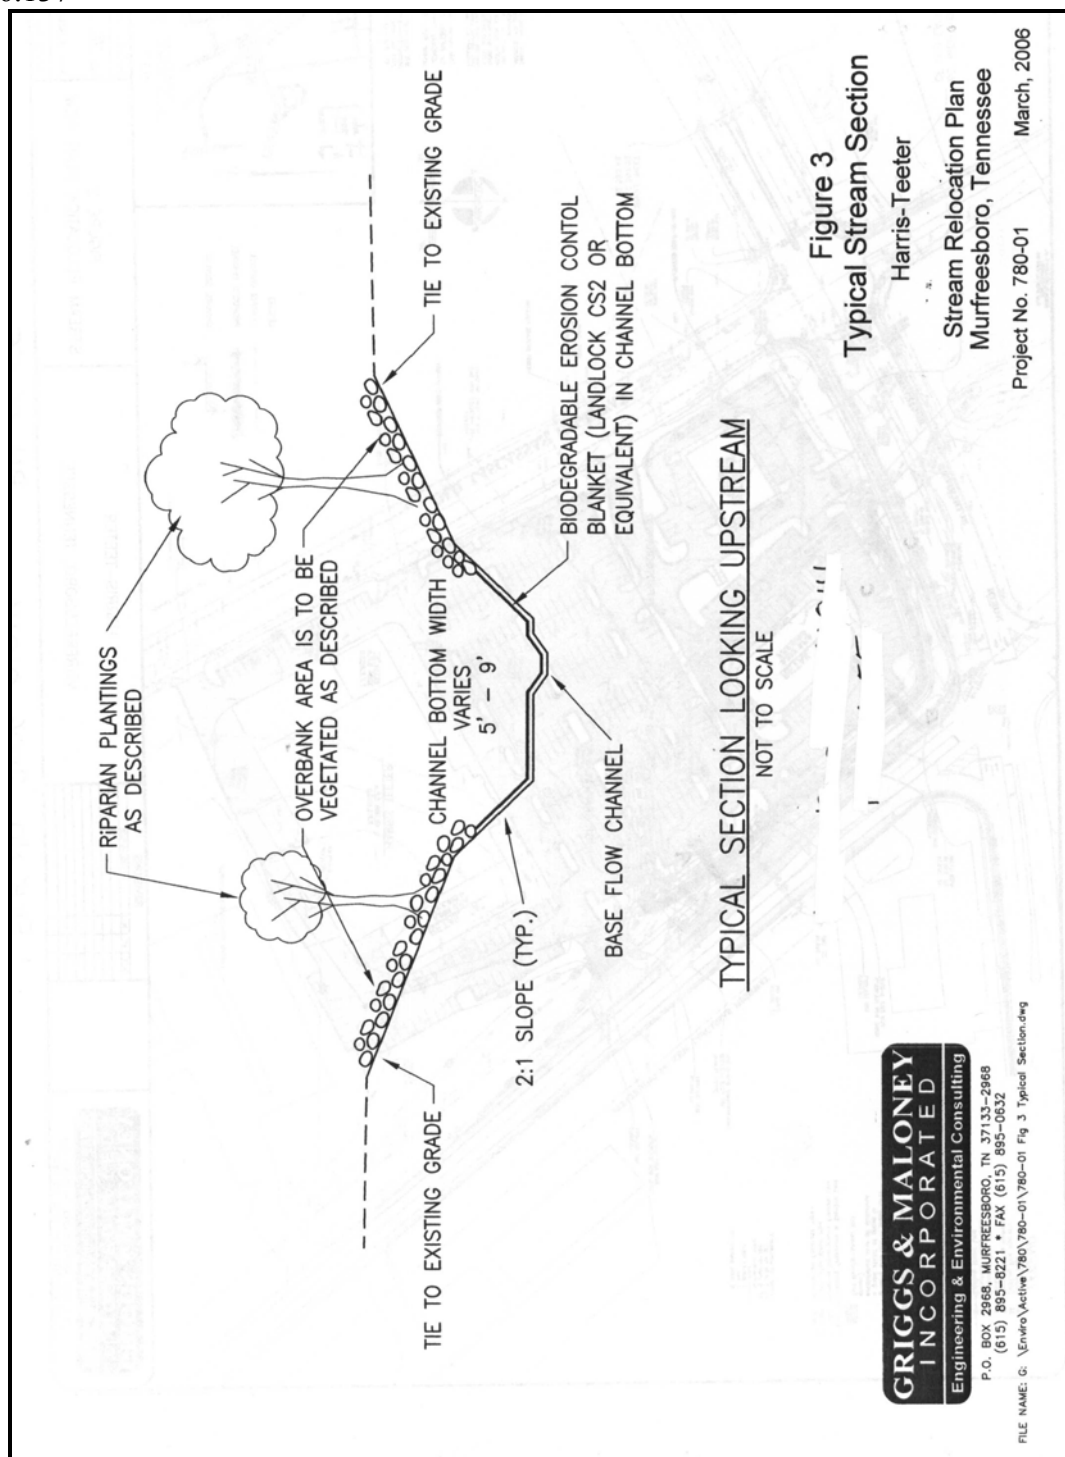 RiPARIAN PLANTINGS
AS DESCRIBED
OVERBANK AREA IS TO BE
VEGETATED AS DESCRIBED
CHANNEL BOTTOM WIDTH
VARIES
5' - 9'
TIE TO EXISTING GRADE
TIE TO EXISTING GRADE
2:1 SLOPE (TYP.)
BASE FLOW CHANNEL
BIODEGRADABLE EROSION CONTOL
BLANKET (LANDLOCK CS2 OR
EQUIVALENT) IN CHANNEL BOTTOM
TYPICAL SECTION LOOKING UPSTREAM
NOT TO SCALE
GRIGGS & MALONEY
INCORPORATED
Engineering & Environmental Consulting
P.O. BOX 2968, MURFREESBORO, TN 37133-2968
(615) 895-8221 * FAX (615) 895-0632
FILE NAME: G: \Enviro\Active\780\780-01\780-01 Fig 3 Typical Section.dwg
Figure 3
Typical Stream Section
Harris-Teeter
Stream Relocation Plan
Murfreesboro, Tennessee
Project No. 780-01 March, 2006